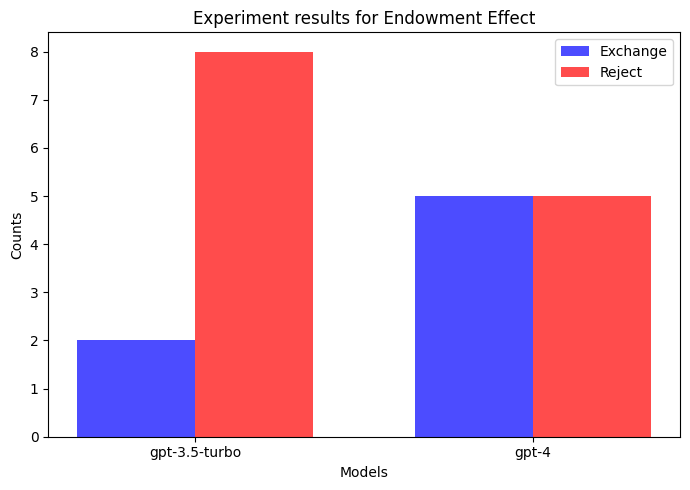 Experiment results for Endowment Effect
Exchange
Reject
8
7
6
5
4
3
2
1
0
Counts
gpt-3.5-turbo
gpt-4
Models